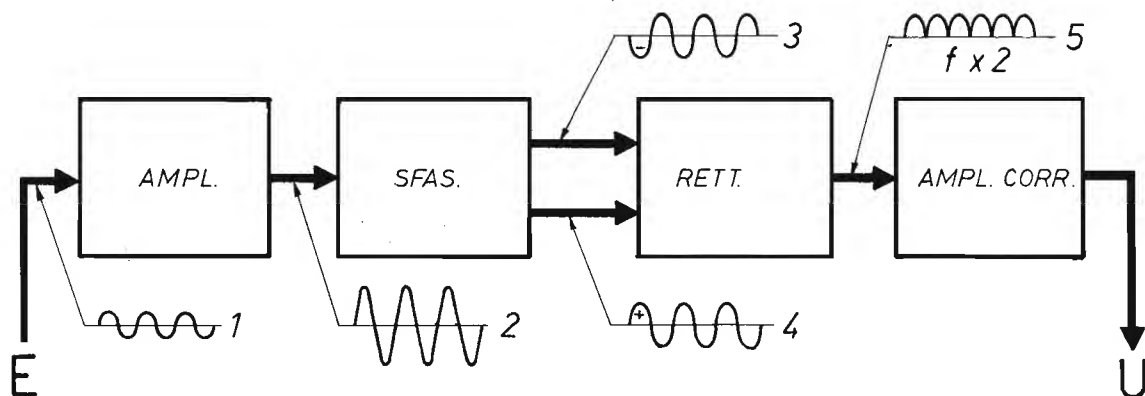 3
5
-
f x 2
AMPL.
SFAS.
RETT.
AMPL. CORR.
1
2
+
4
E
U